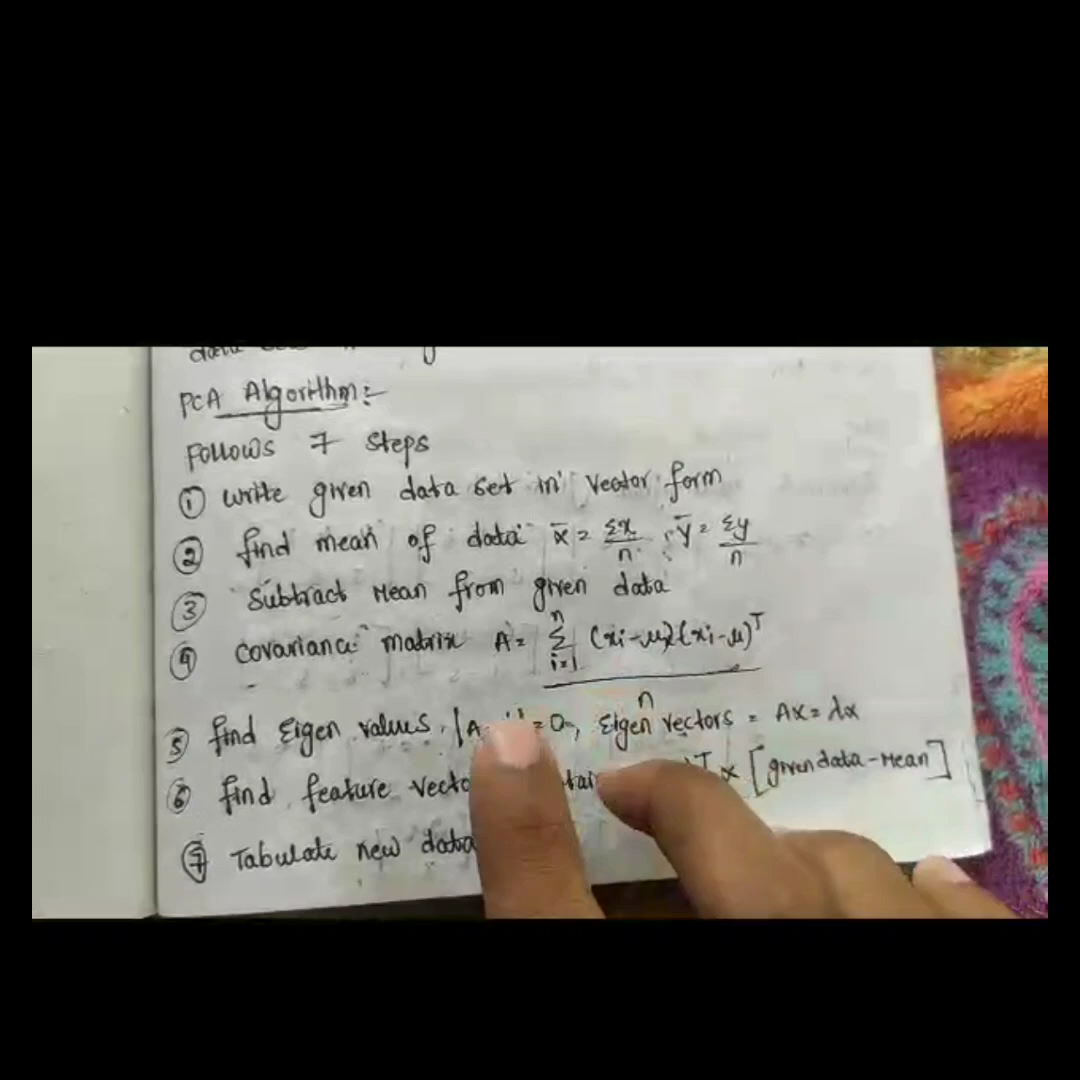 PCA Algorithm:-
Follows 7 Steps
① write given data set in vector form
② find mean of data x̄ = Σx/n , ȳ = Σy/n
③ Subtract Mean from given data
④ covariance matrix A = Σ i=1 n (xi-μ)(xi-μ)ᵀ / n
⑤ find Eigen values, |A =0, Eigen vectors = AX = λx
⑥ find feature ᵀ x [given data - Mean]
⑦ Tabulate new data